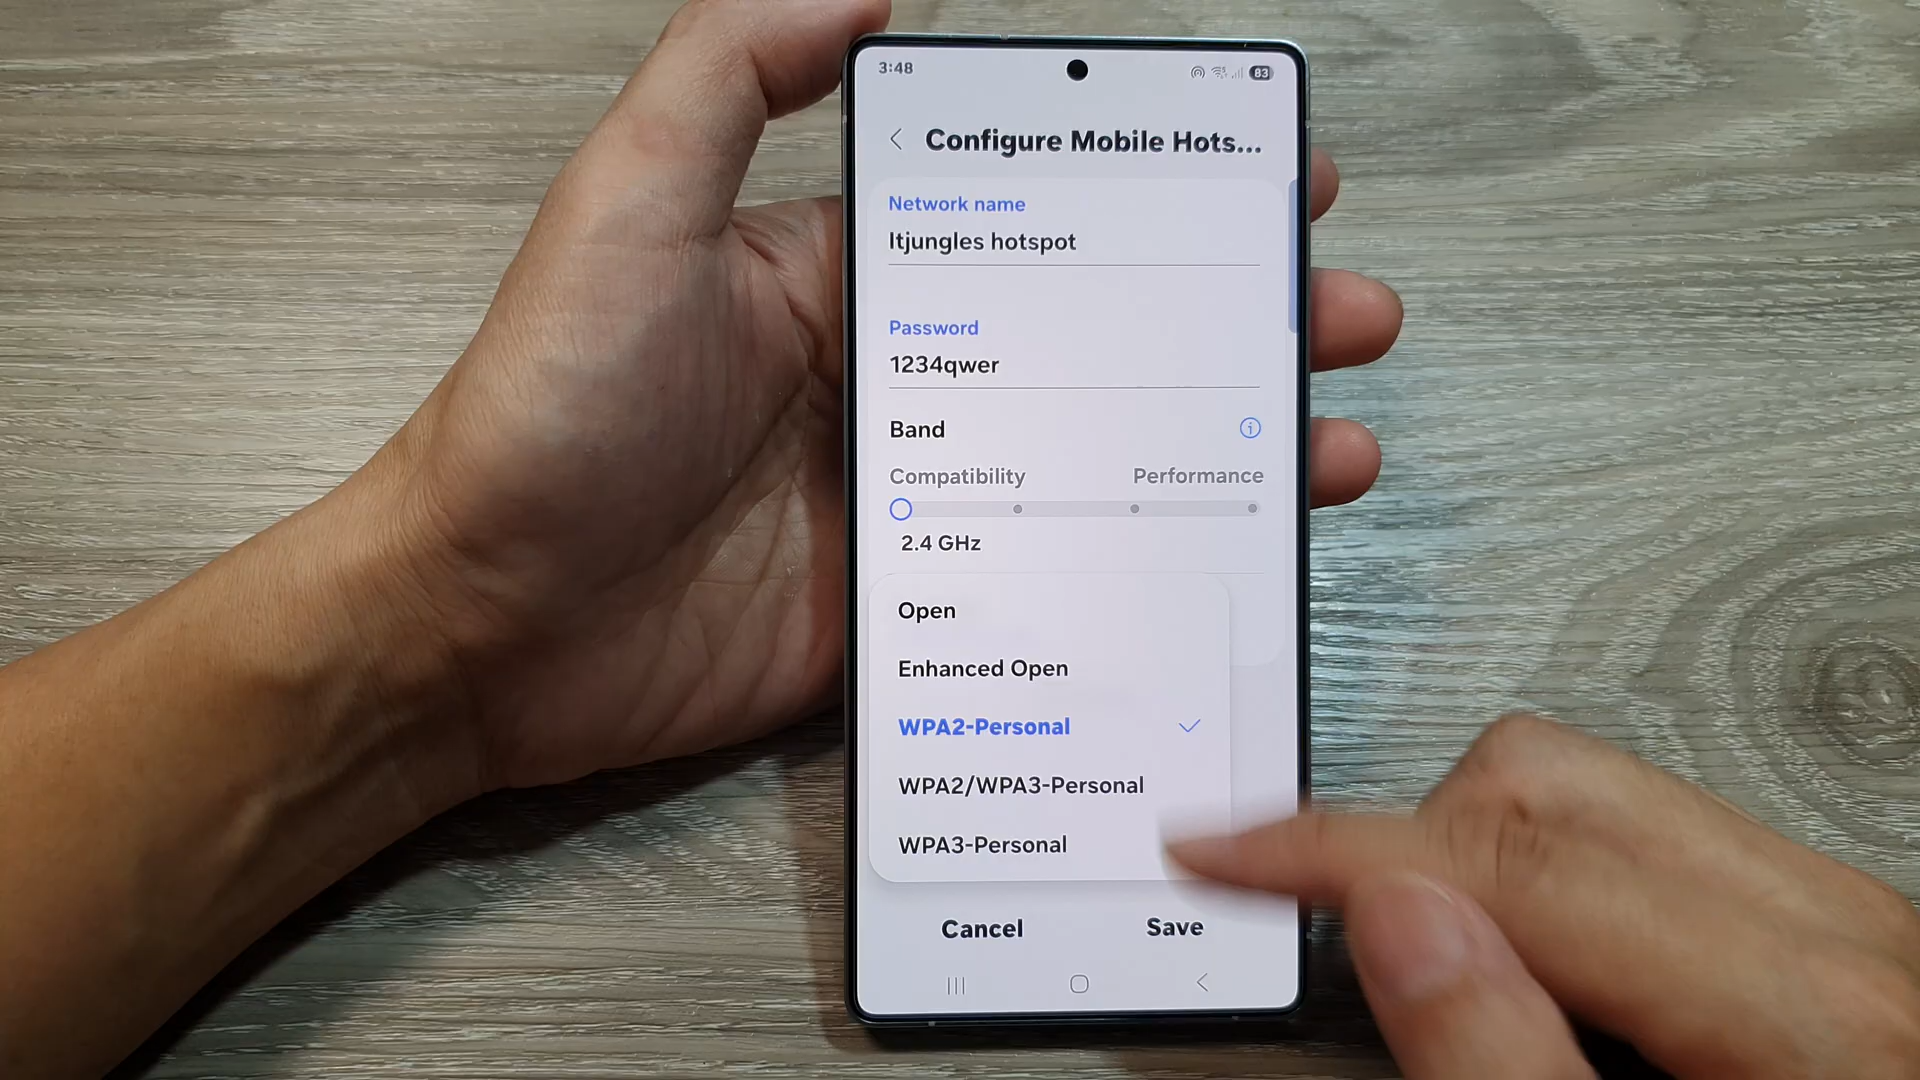 3:48
83
Configure Mobile Hots...
Network name
Itjungles hotspot
Password
1234qwer
Band
Compatibility Performance
2.4 GHz
Open
Enhanced Open
WPA2-Personal
WPA2/WPA3-Personal
WPA3-Personal
Cancel Save